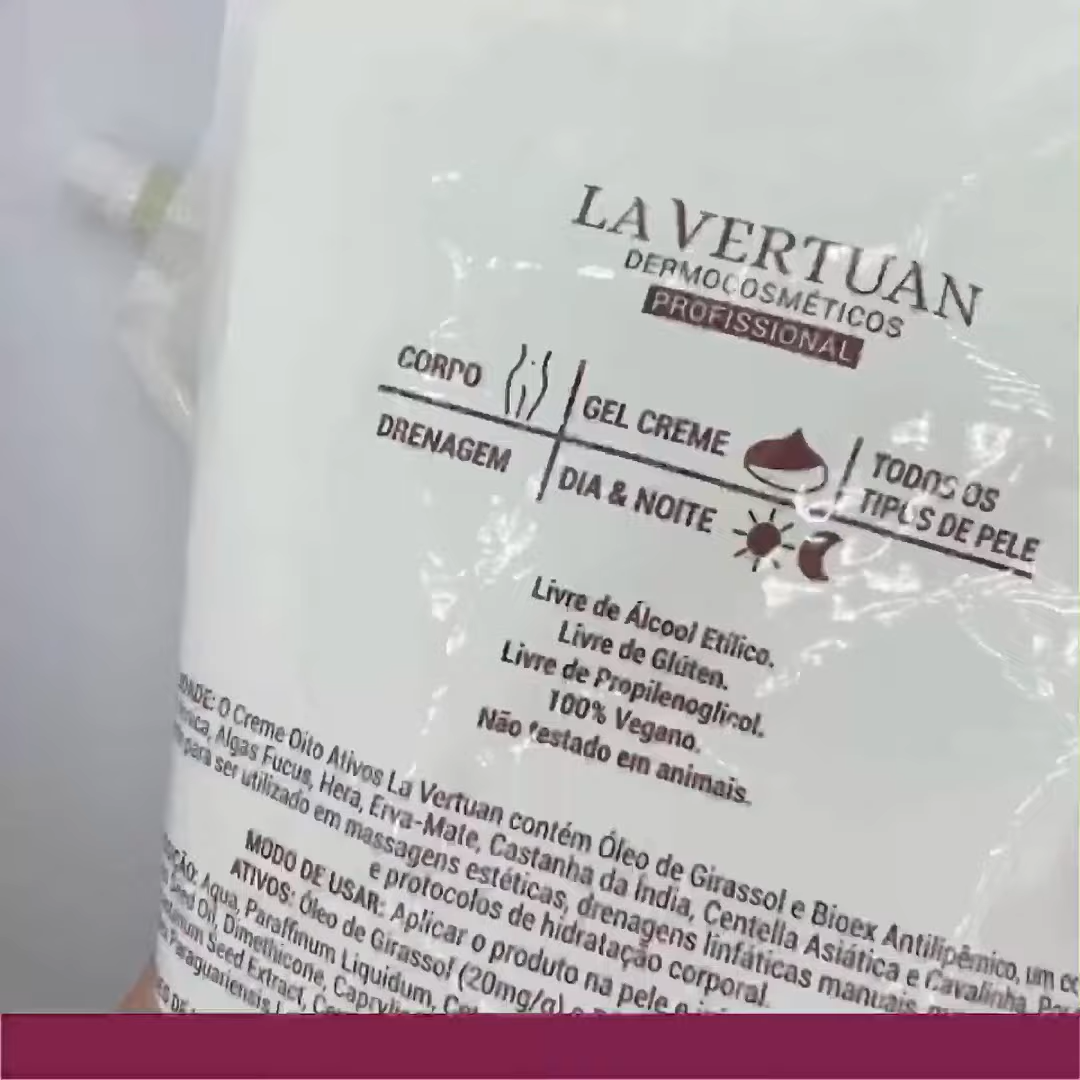 LA VERTUAN
DERMOCOSMÉTICOS
PROFISSIONAL
CORPO
GEL CREME
TODOS OS
TIPOS DE PELE
DRENAGEM
DIA & NOITE
Livre de Álcool Etílico.
Livre de Glúten.
Livre de Propilenoglicol.
100% Vegano.
Não testado em animais.
O Creme Oito Ativos La Vertuan contém Óleo de Girassol e Bioex Antilipêmico, um
Algas Fucus, Hera, Erva-Mate, Castanha da Índia, Centella Asiática e Cavalinha.
para ser utilizado em massagens estéticas, drenagens linfáticas manuais,
e protocolos de hidratação corporal.
MODO DE USAR: Aplicar o produto na pele
ATIVOS: Óleo de Girassol (20mg/g)
Aqua, Paraffinum Liquidum,
Seed Oil, Dimethicone,
Seed Extract,